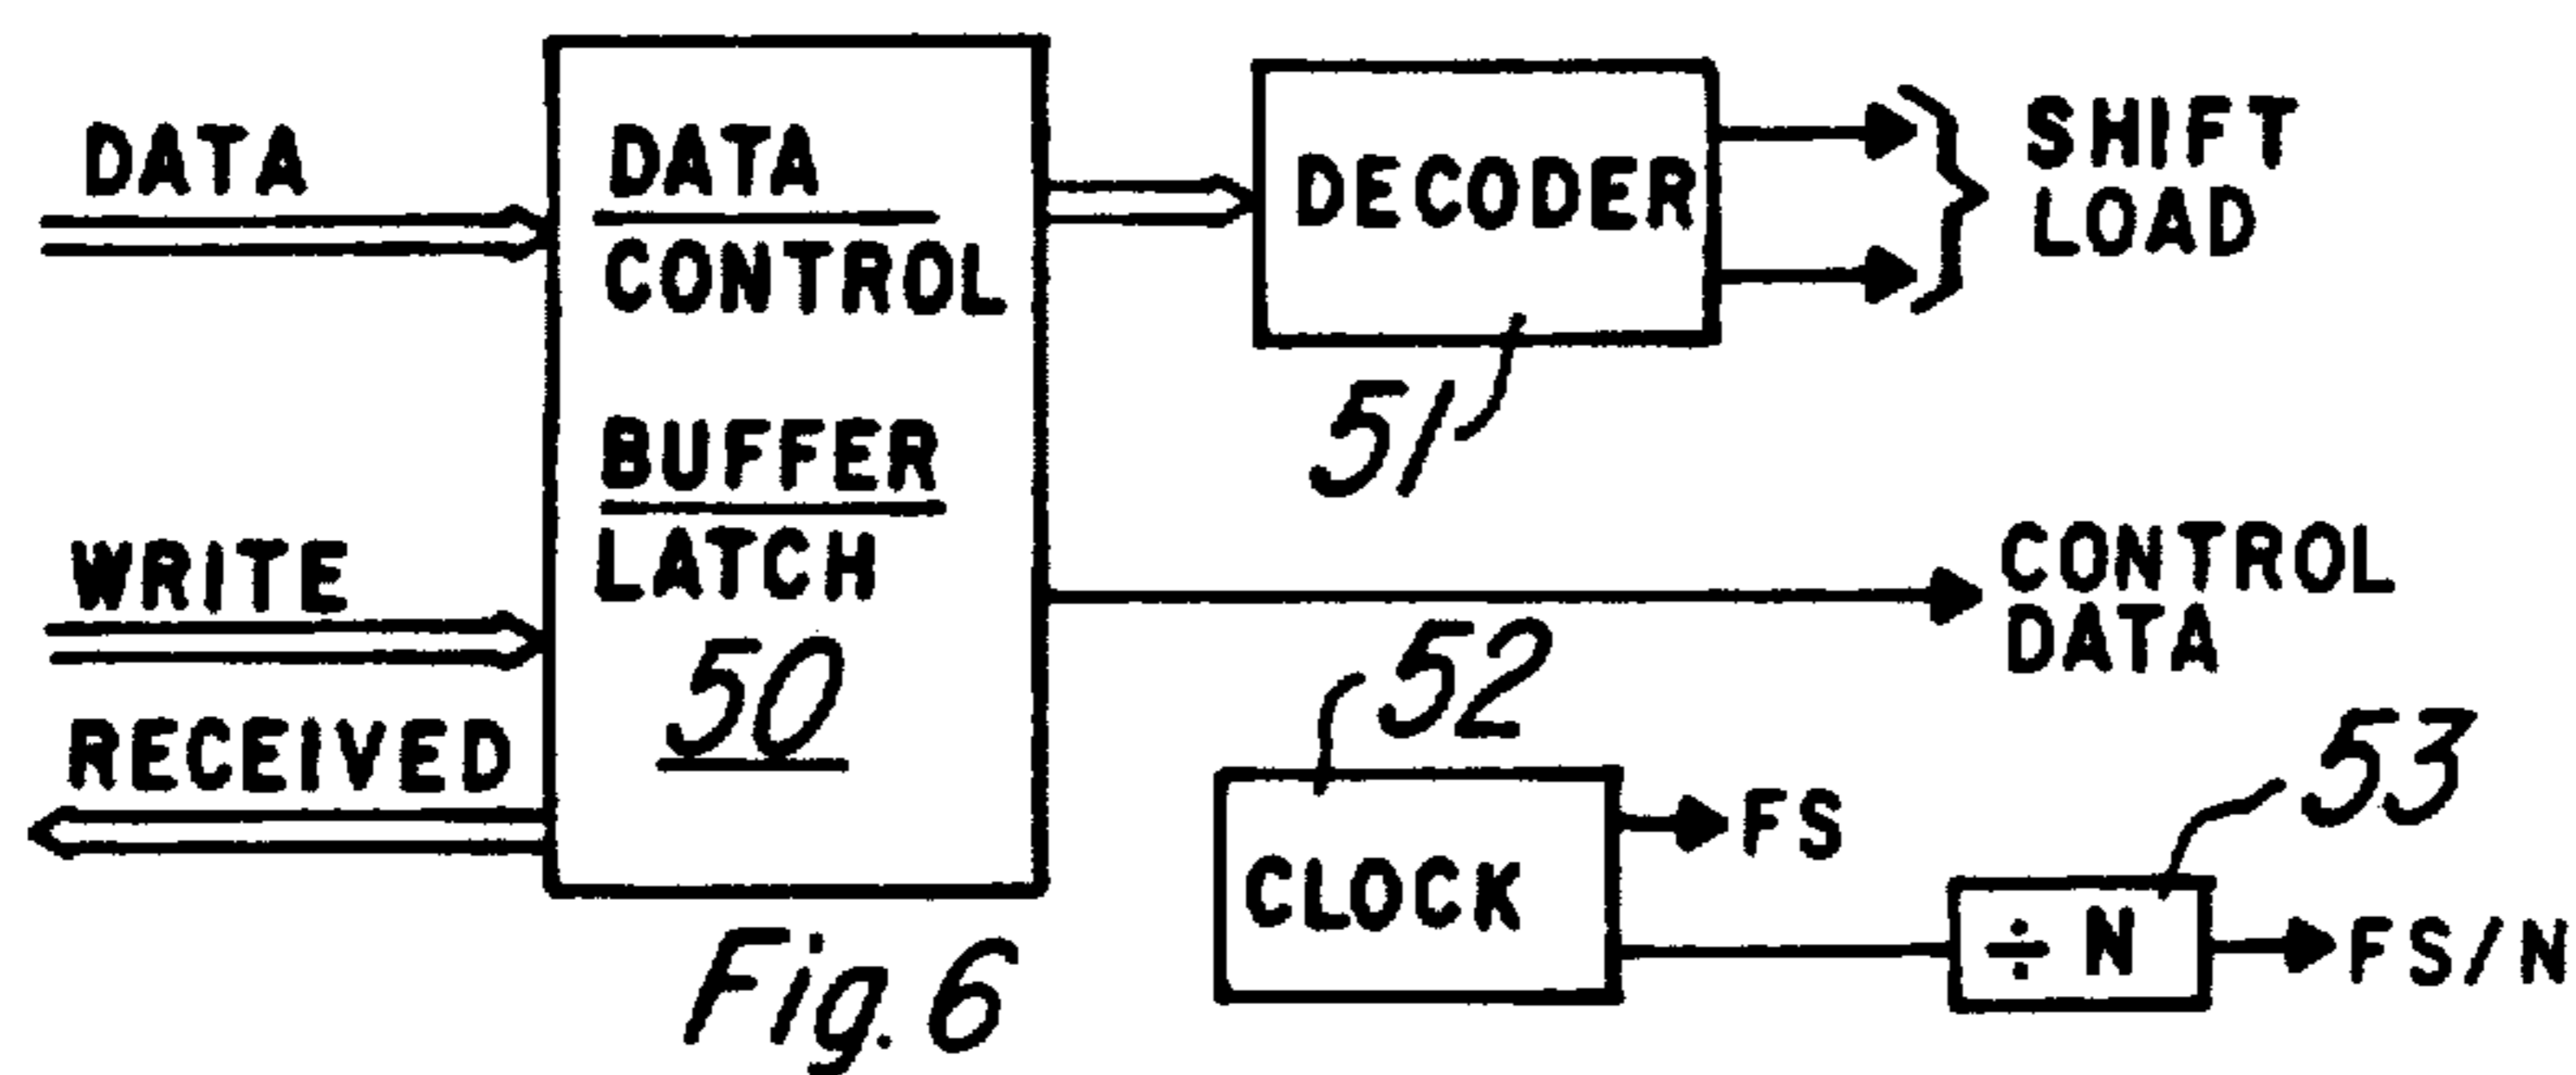 DATA
WRITE
RECEIVED
DATA
CONTROL
BUFFER
LATCH
50
DECODER
51
SHIFT
LOAD
CONTROL
DATA
52
CLOCK
FS
53
÷ N
FS/N
Fig. 6